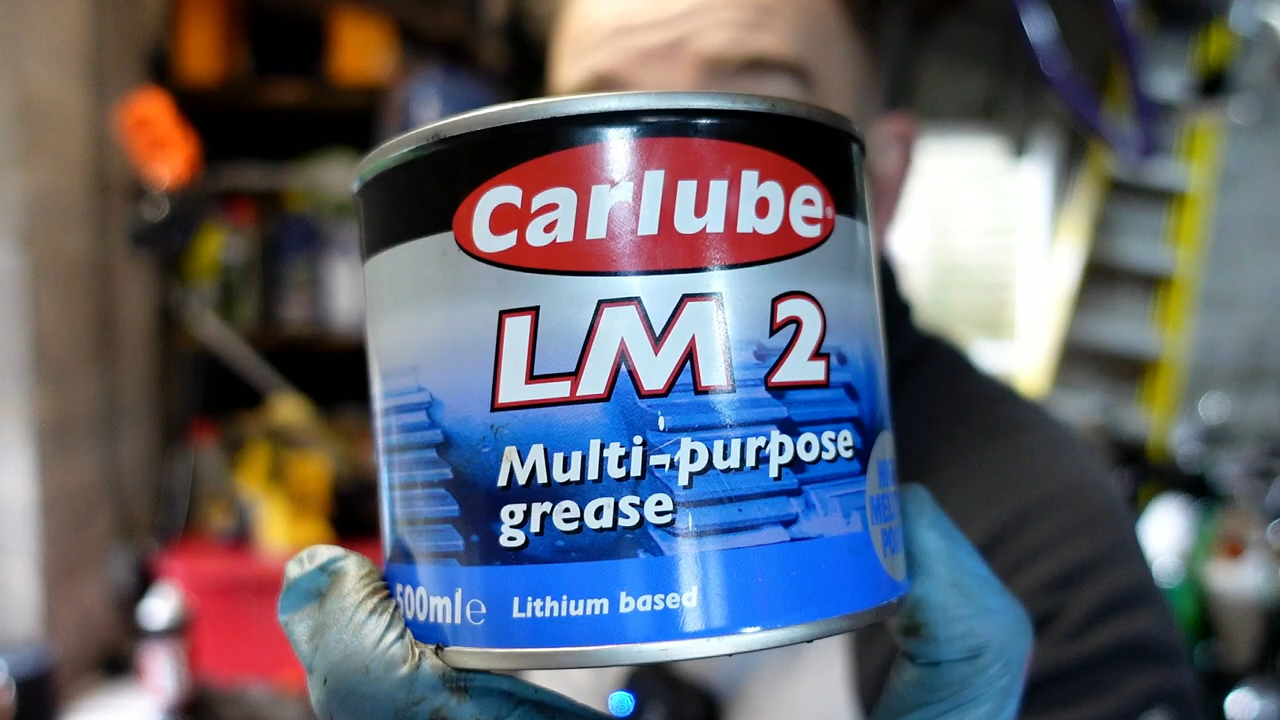 Carlube
LM 2
Multi-purpose
grease
500ml e Lithium based